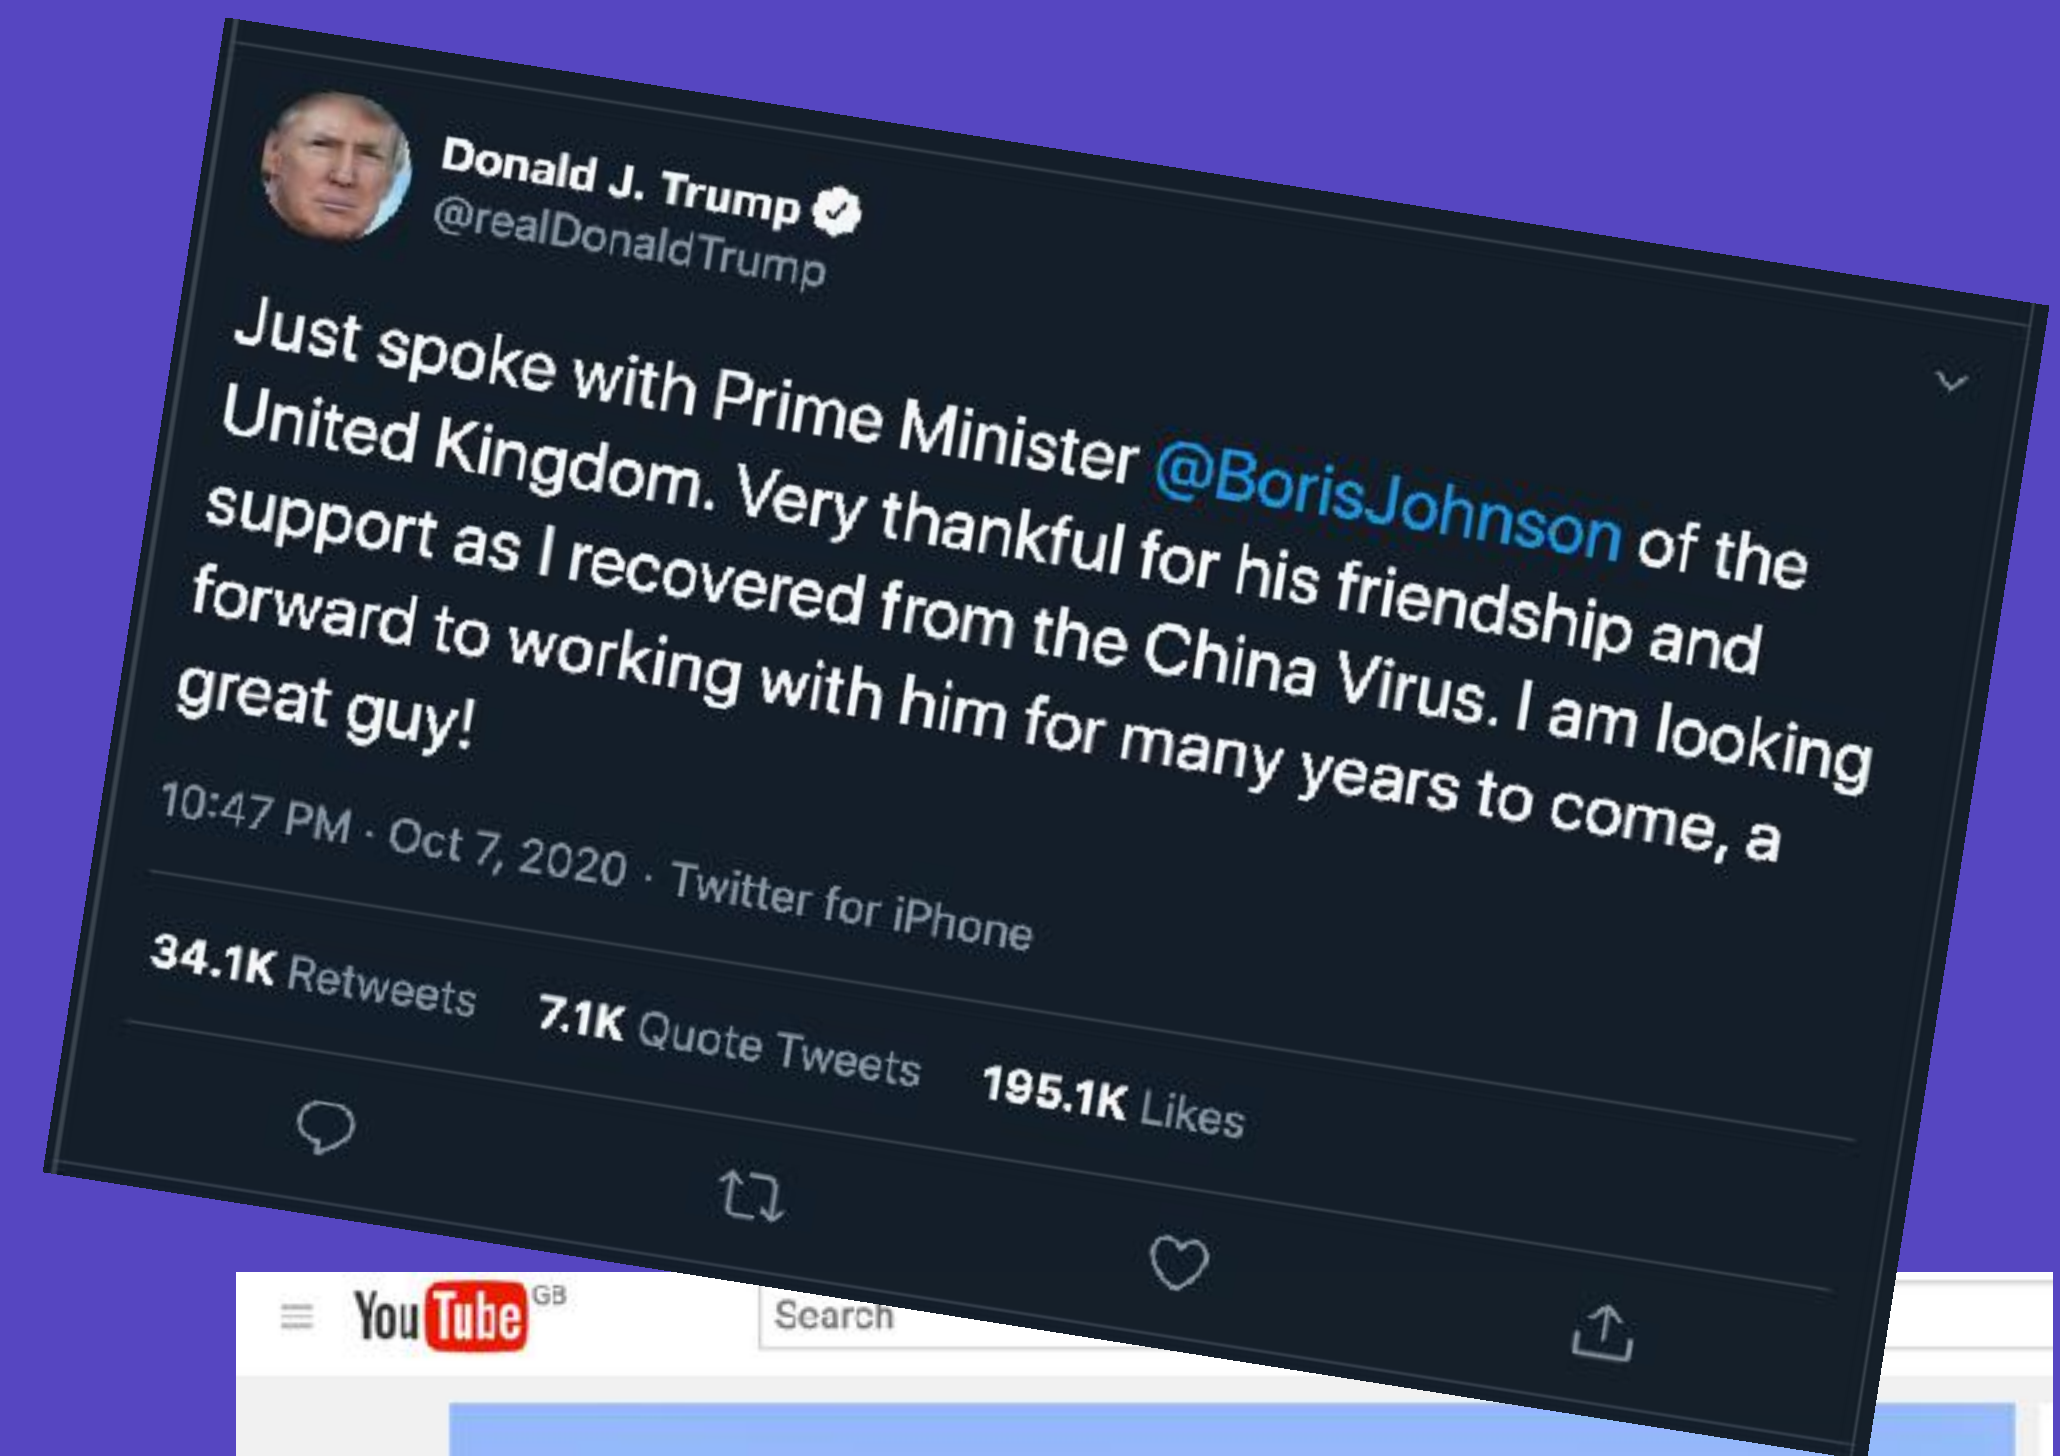 Donald J. Trump
@realDonaldTrump
Just spoke with Prime Minister @BorisJohnson of the
United Kingdom. Very thankful for his friendship and
support as I recovered from the China Virus. I am looking
forward to working with him for many years to come, a
great guy!
10:47 PM · Oct 7, 2020 · Twitter for iPhone
34.1K Retweets 7.1K Quote Tweets 195.1K Likes
YouTube GB
Search